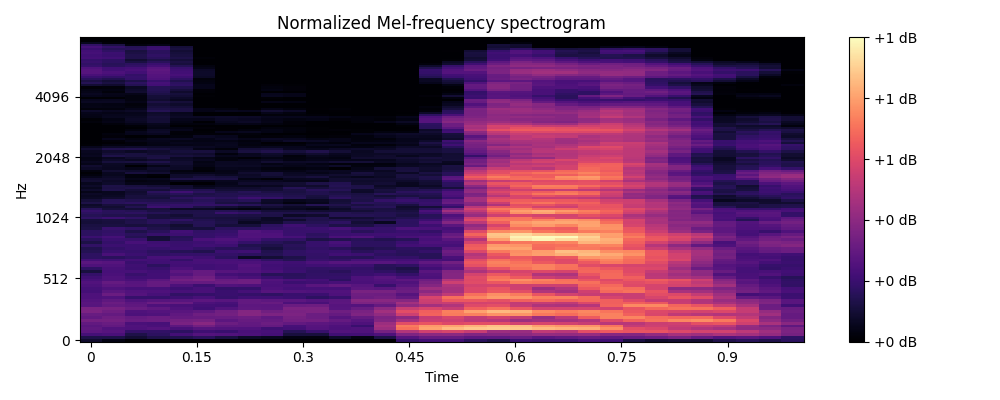 Normalized Mel-frequency spectrogram
Hz
4096
2048
1024
512
0
0 0.15 0.3 0.45 0.6 0.75 0.9
Time
+1 dB
+1 dB
+1 dB
+0 dB
+0 dB
+0 dB